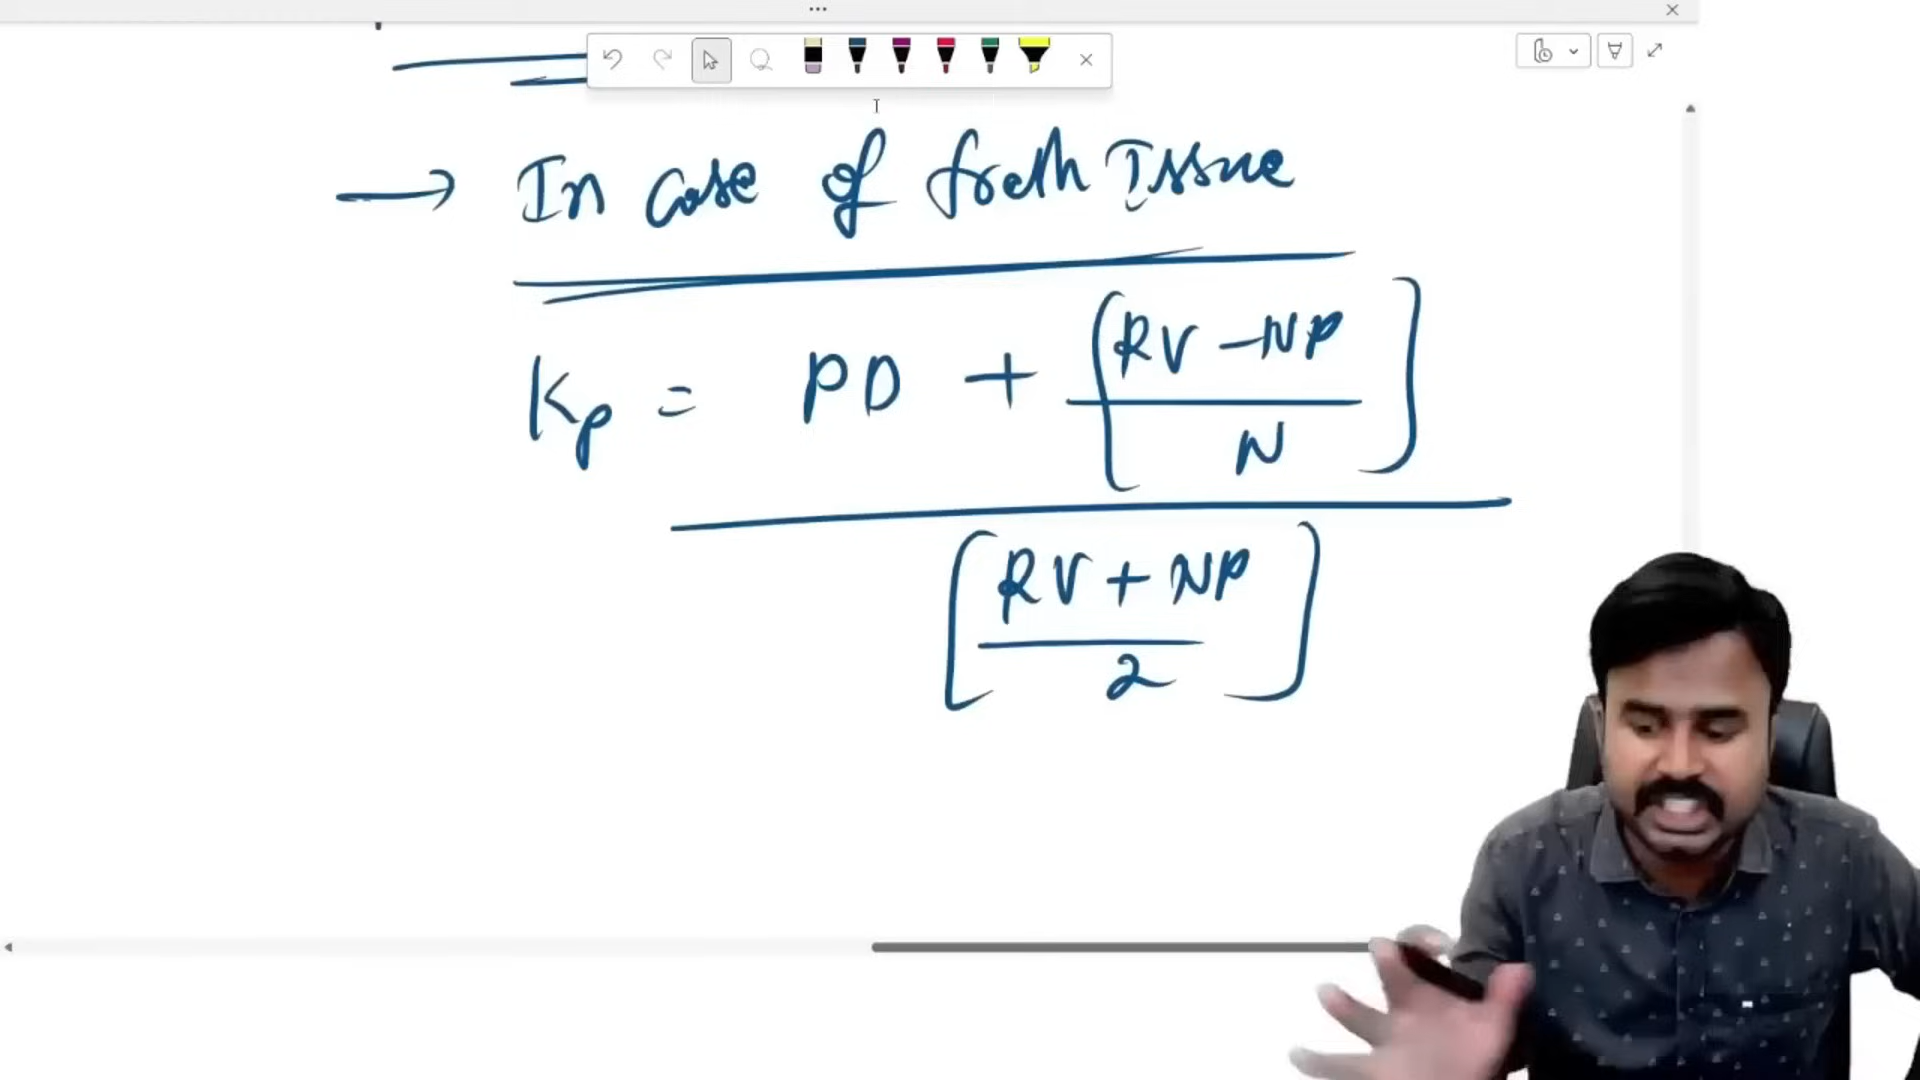 → In Case of fresh Issue
Kp = PD + [RV - NP
N]
[RV + NP
2]